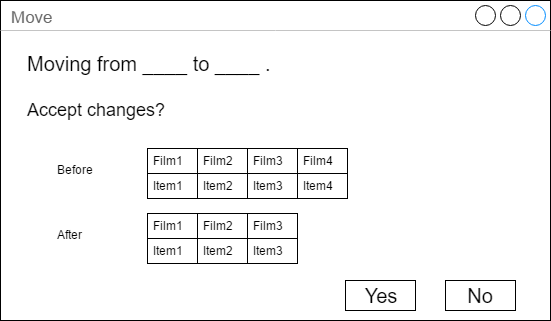 Move
Moving from ____ to ____ .
Accept changes?
Before
Film1 Film2 Film3 Film4
Item1 Item2 Item3 Item4
After
Film1 Film2 Film3
Item1 Item2 Item3
Yes No